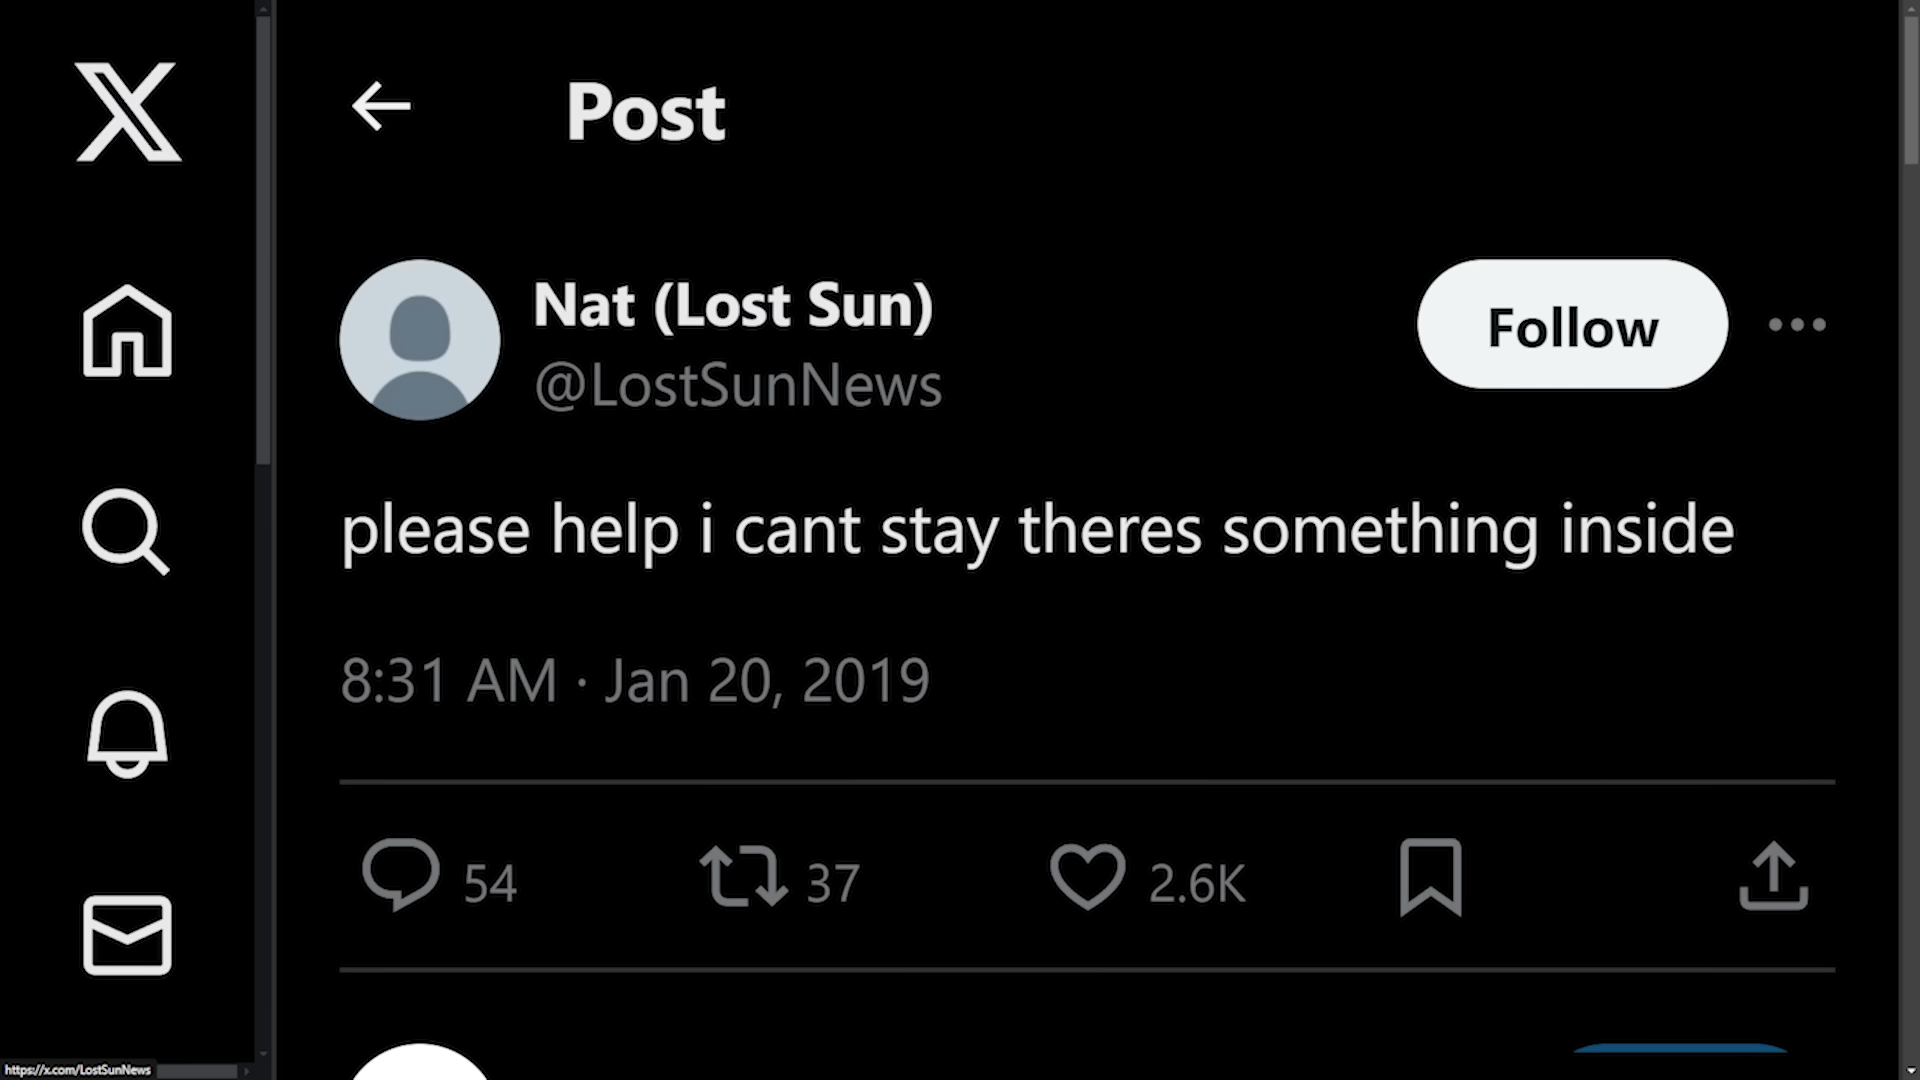 Post
Nat (Lost Sun)
@LostSunNews
Follow
please help i cant stay theres something inside
8:31 AM · Jan 20, 2019
54
37
2.6K
https://x.com/LostSunNews